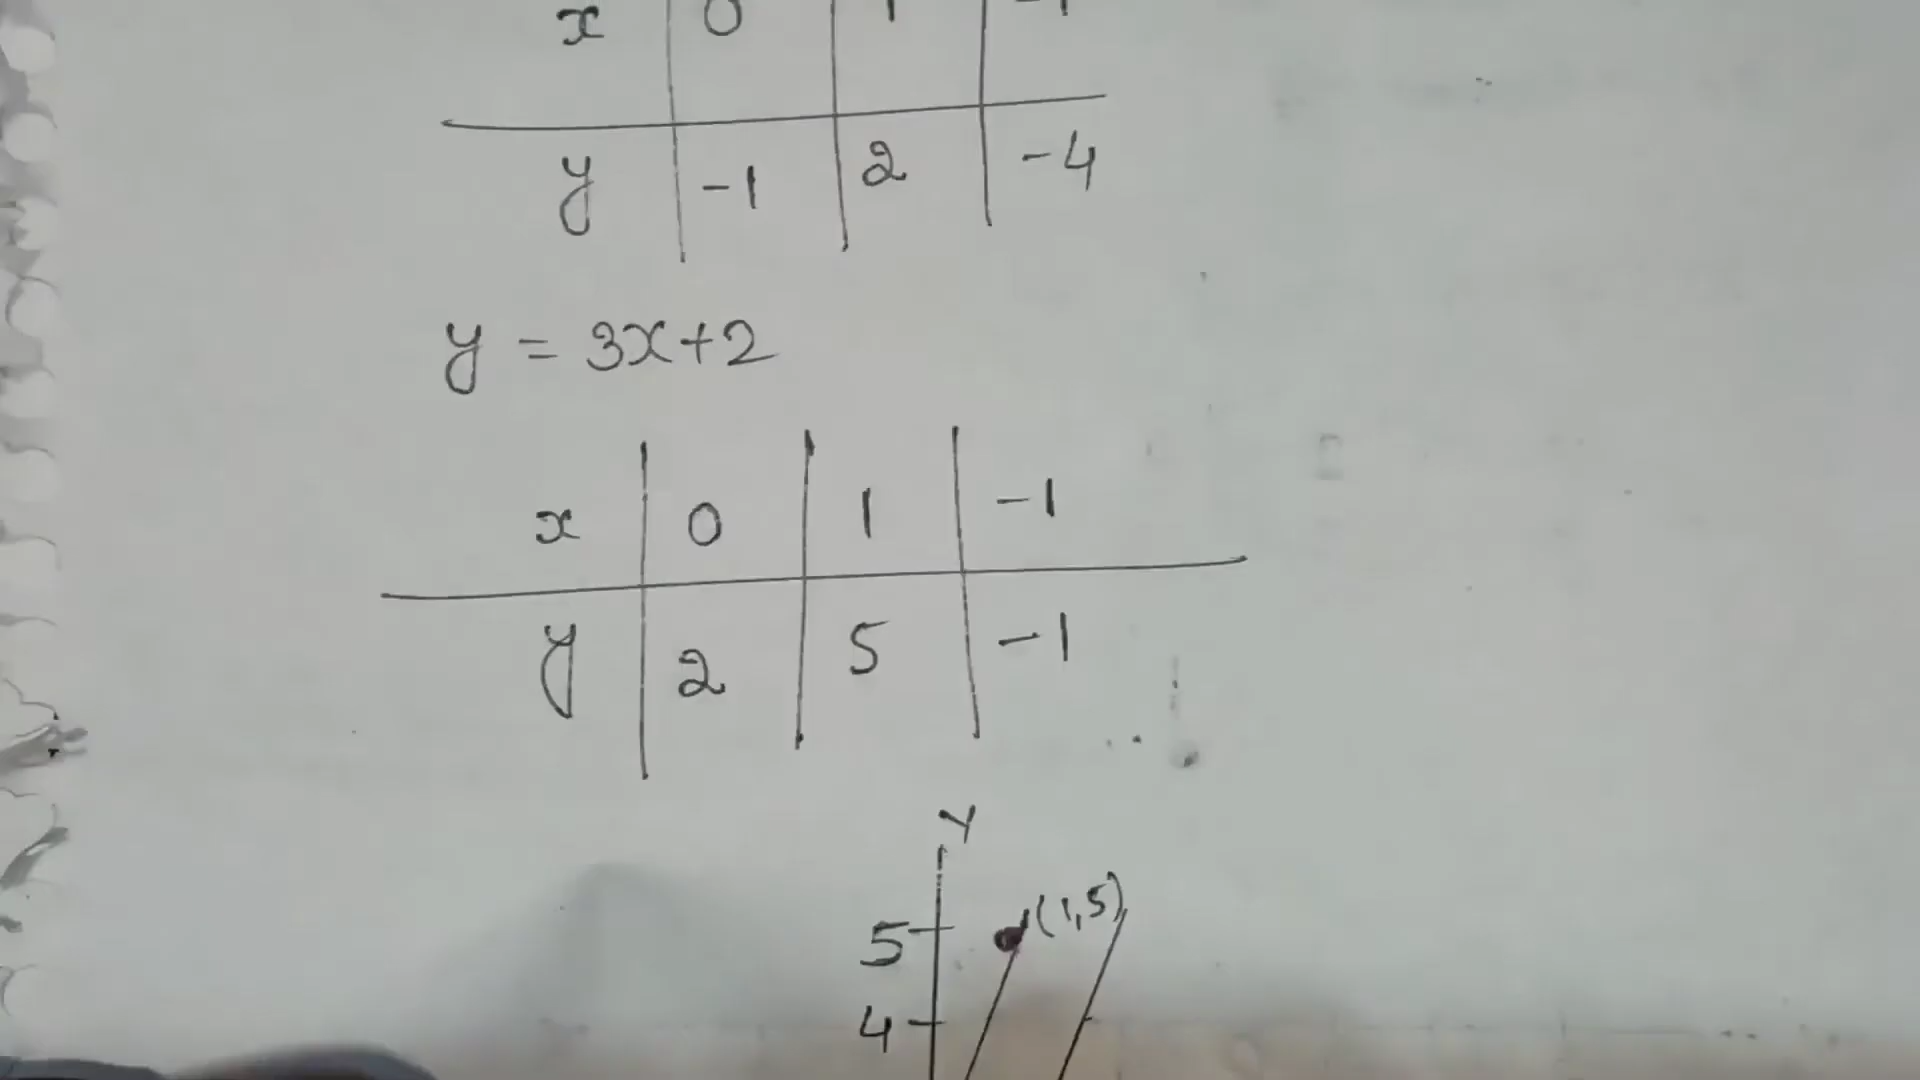 x 0 1 -1
y -1 2 -4
y = 3x+2
x 0 1 -1
y 2 5 -1
Y
5 (1,5)
4